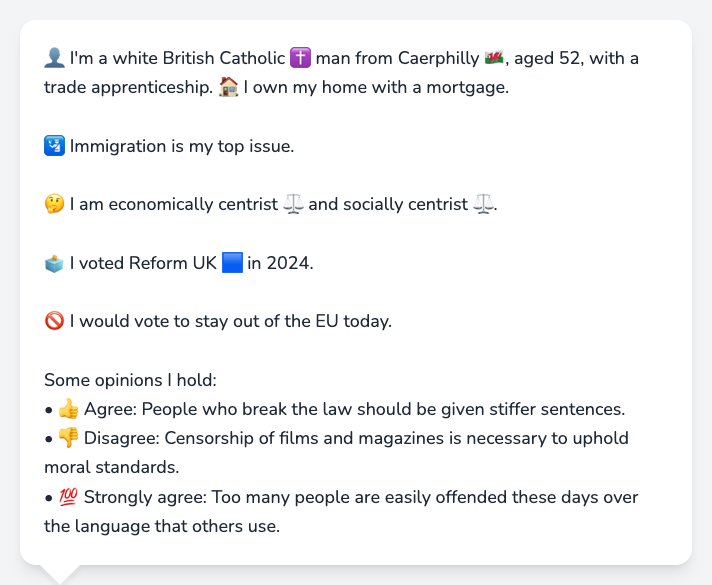 👤 I'm a white British Catholic ✝️ man from Caerphilly 🏴󠁧󠁢󠁷󠁬󠁳󠁿, aged 52, with a
trade apprenticeship. 🏠 I own my home with a mortgage.
🛂 Immigration is my top issue.
🤔 I am economically centrist ⚖️ and socially centrist ⚖️.
🗳️ I voted Reform UK 🟦 in 2024.
🚫 I would vote to stay out of the EU today.
Some opinions I hold:
• 👍 Agree: People who break the law should be given stiffer sentences.
• 👎 Disagree: Censorship of films and magazines is necessary to uphold
moral standards.
• 💯 Strongly agree: Too many people are easily offended these days over
the language that others use.